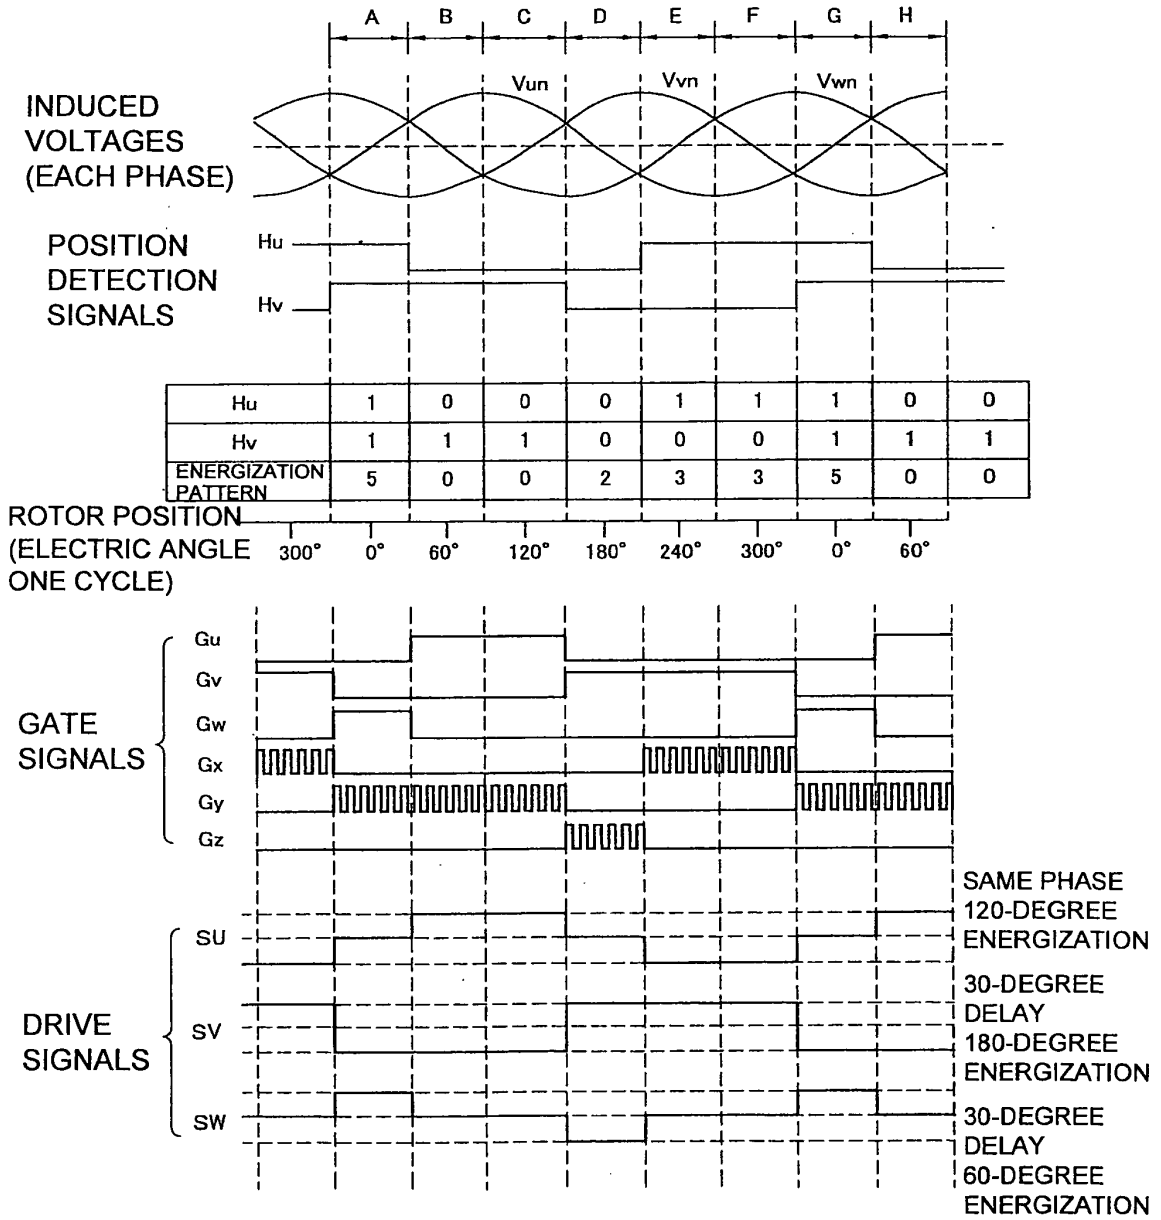 A B C D E F G H
Vun Vvn Vwn
INDUCED
VOLTAGES
(EACH PHASE)
POSITION
DETECTION
SIGNALS
Hu
Hv
Hu 1 0 0 0 1 1 1 0 0
Hv 1 1 1 0 0 0 1 1 1
ENERGIZATION
PATTERN 5 0 0 2 3 3 5 0 0
ROTOR POSITION
(ELECTRIC ANGLE
ONE CYCLE)
300° 0° 60° 120° 180° 240° 300° 0° 60°
GATE
SIGNALS
Gu
Gv
Gw
Gx
Gy
Gz
DRIVE
SIGNALS
SU
SV
SW
SAME PHASE
120-DEGREE
ENERGIZATION
30-DEGREE
DELAY
180-DEGREE
ENERGIZATION
30-DEGREE
DELAY
60-DEGREE
ENERGIZATION